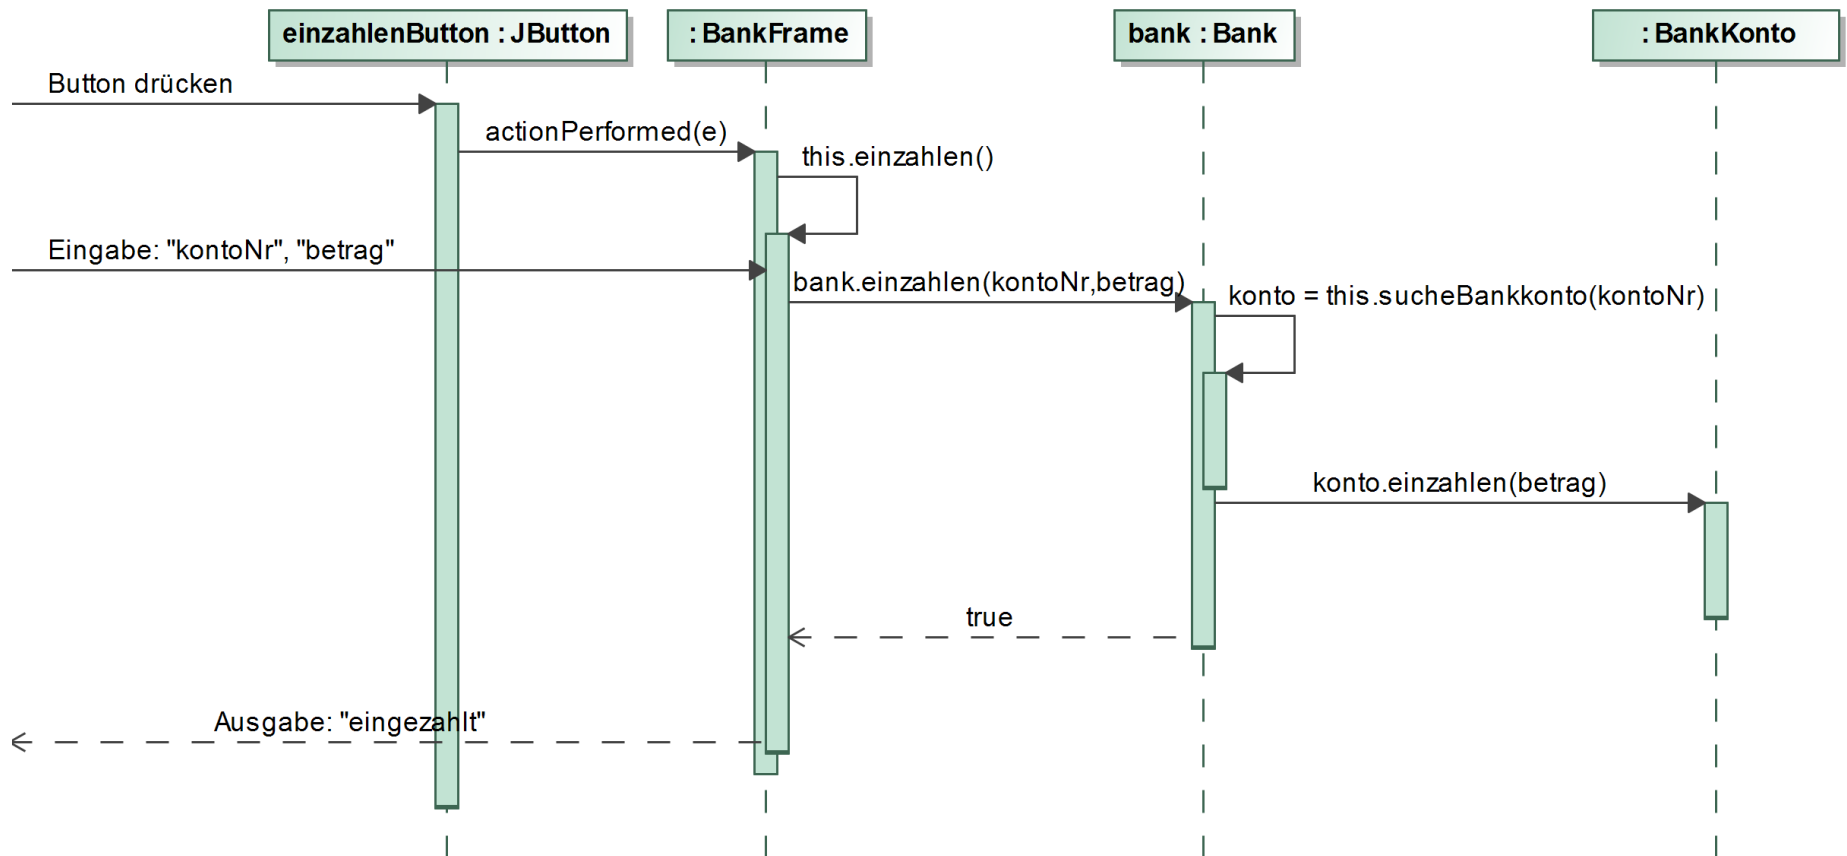 einzahlenButton : JButton
: BankFrame
bank : Bank
: BankKonto
Button drücken
actionPerformed(e)
this.einzahlen()
Eingabe: "kontoNr", "betrag"
bank.einzahlen(kontoNr,betrag)
konto = this.sucheBankkonto(kontoNr)
konto.einzahlen(betrag)
true
Ausgabe: "eingezahlt"